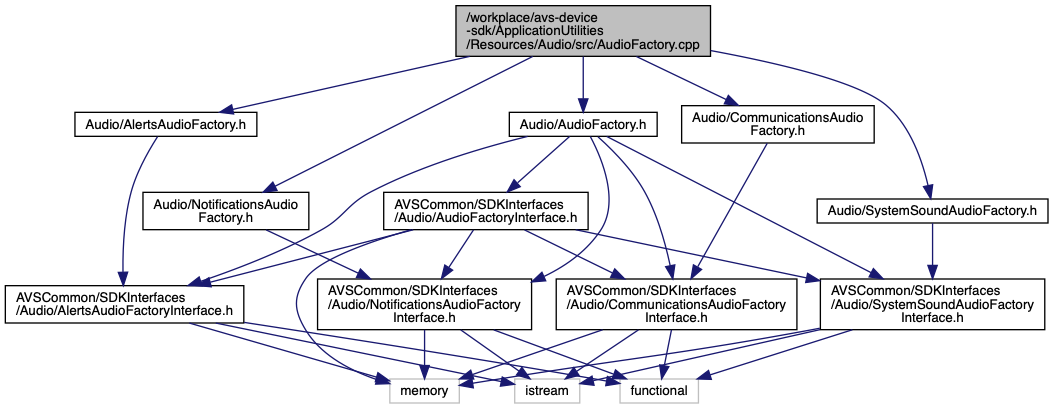 /workplace/avs-device
-sdk/ApplicationUtilities
/Resources/Audio/src/AudioFactory.cpp
Audio/AlertsAudioFactory.h
Audio/AudioFactory.h
Audio/CommunicationsAudio
Factory.h
Audio/NotificationsAudio
Factory.h
AVSCommon/SDKInterfaces
/Audio/AudioFactoryInterface.h
Audio/SystemSoundAudioFactory.h
AVSCommon/SDKInterfaces
/Audio/AlertsAudioFactoryInterface.h
AVSCommon/SDKInterfaces
/Audio/NotificationsAudioFactory
Interface.h
AVSCommon/SDKInterfaces
/Audio/CommunicationsAudioFactory
Interface.h
AVSCommon/SDKInterfaces
/Audio/SystemSoundAudioFactory
Interface.h
memory
istream
functional